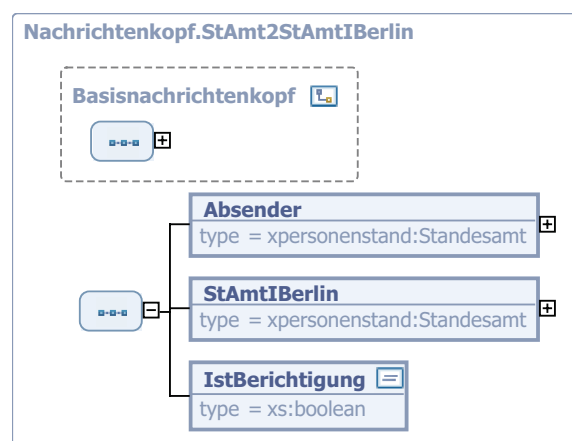 Nachrichtenkopf.StAmt2StAmtIBerlin
Basisnachrichtenkopf
Absender
type = xpersonenstand:Standesamt
StAmtIBerlin
type = xpersonenstand:Standesamt
IstBerichtigung
type = xs:boolean